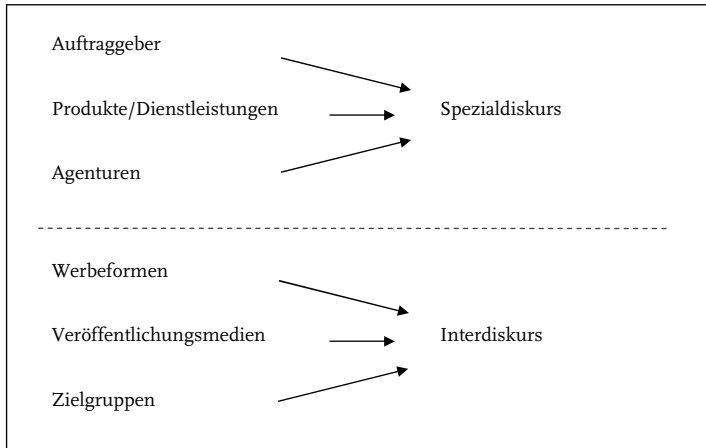 Auftraggeber
Produkte/Dienstleistungen
Spezialdiskurs
Agenturen
Werbeformen
Veröffentlichungsmedien
Interdiskurs
Zielgruppen